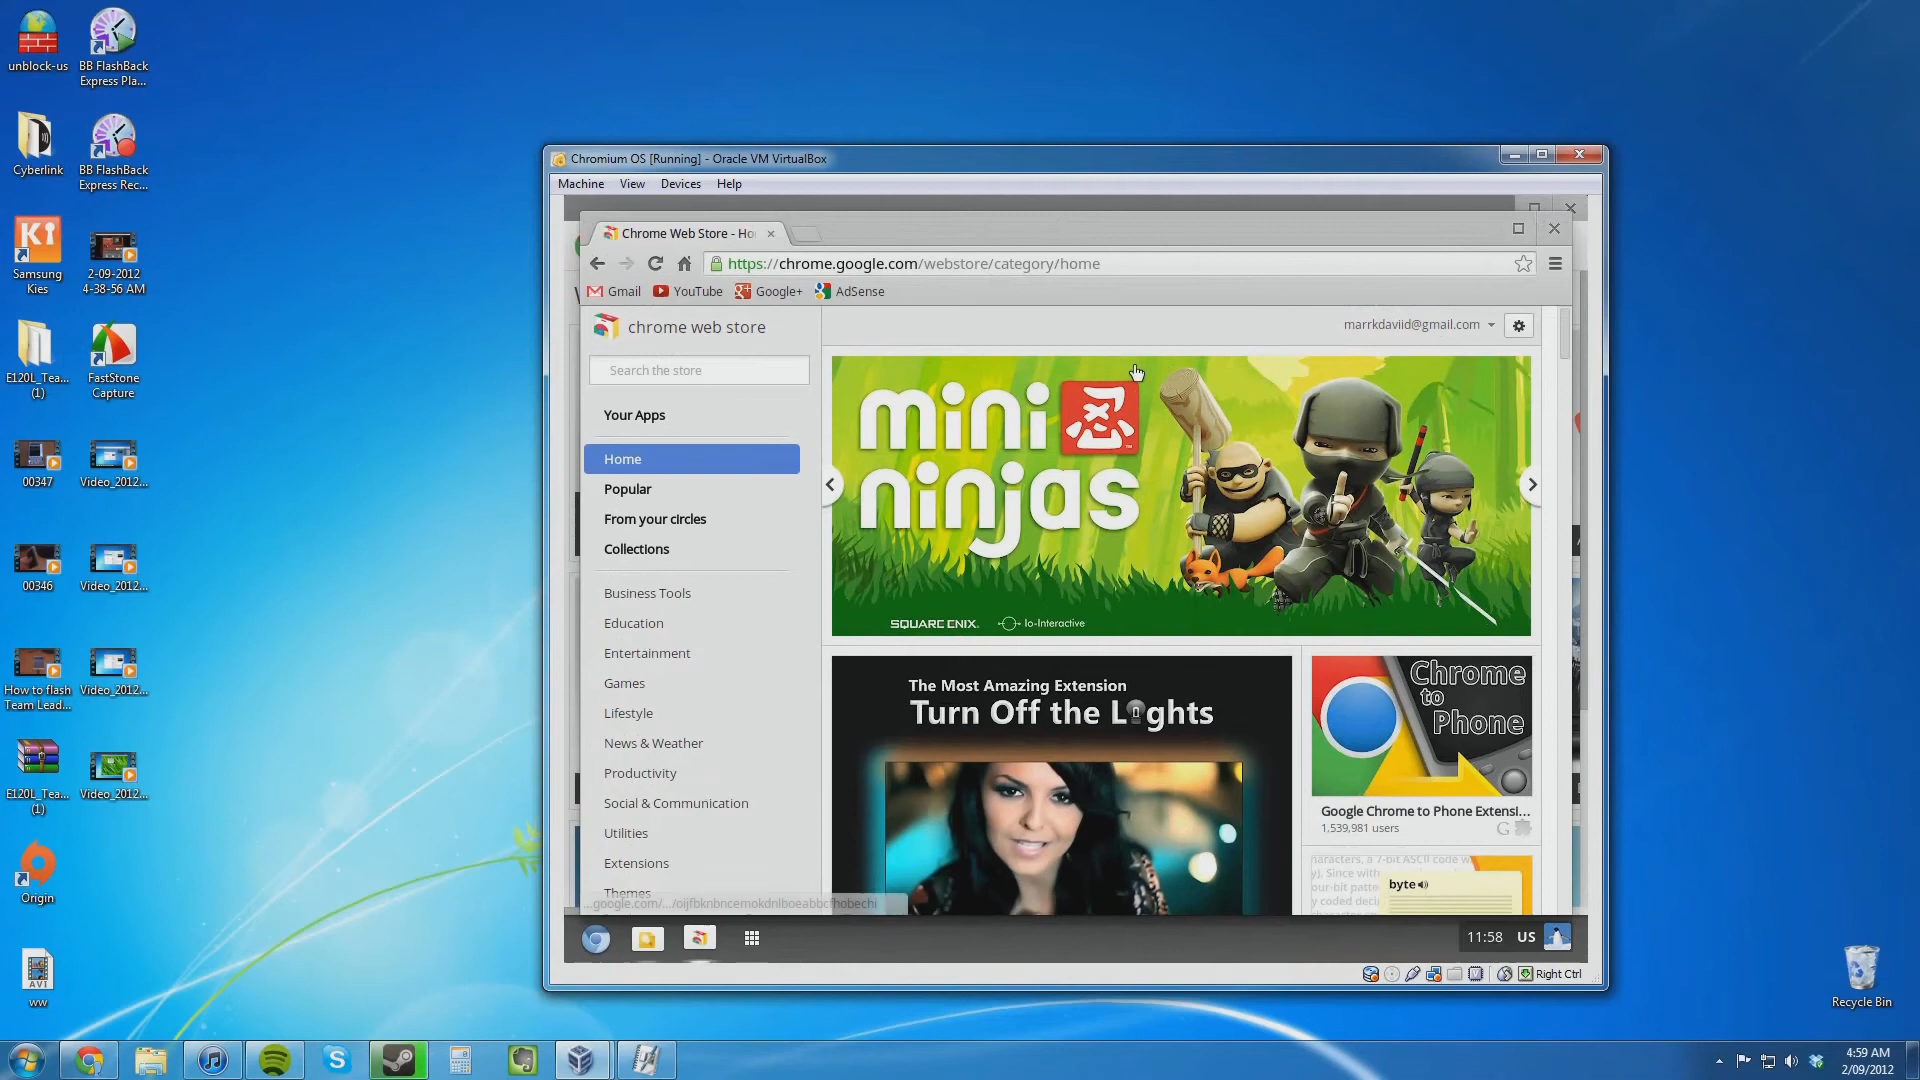 unblock-us
BB FlashBack
Express Pla...
Cyberlink
BB FlashBack
Express Rec...
Samsung
Kies
2-09-2012
4-38-56 AM
E120L_Tea...
(1)
FastStone
Capture
00347
Video_2012...
00346
Video_2012...
How to flash
Team Lead...
Video_2012...
E120L_Tea...
(1)
Video_2012...
Origin
AVI
ww
Chromium OS [Running] - Oracle VM VirtualBox
Machine View Devices Help
Chrome Web Store - Ho
https://chrome.google.com/webstore/category/home
Gmail YouTube Google+ AdSense
chrome web store
marrkdaviid@gmail.com
Search the store
Your Apps
Home
Popular
From your circles
Collections
Business Tools
Education
Entertainment
Games
Lifestyle
News & Weather
Productivity
Social & Communication
Utilities
Extensions
Themes
...google.com/.../oijfbknbncemokdnlboeabbcfhobechi
mini 忍
ninjas
SQUARE ENIX. Io-Interactive
The Most Amazing Extension
Turn Off the Lights
Chrome
to
Phone
Google Chrome to Phone Extensi...
1,539,981 users
byte
11:58 US
Right Ctrl
Recycle Bin
4:59 AM
2/09/2012